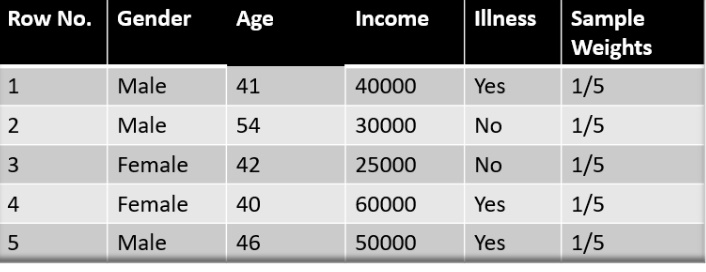 Row No. Gender Age Income Illness Sample
Weights
1 Male 41 40000 Yes 1/5
2 Male 54 30000 No 1/5
3 Female 42 25000 No 1/5
4 Female 40 60000 Yes 1/5
5 Male 46 50000 Yes 1/5